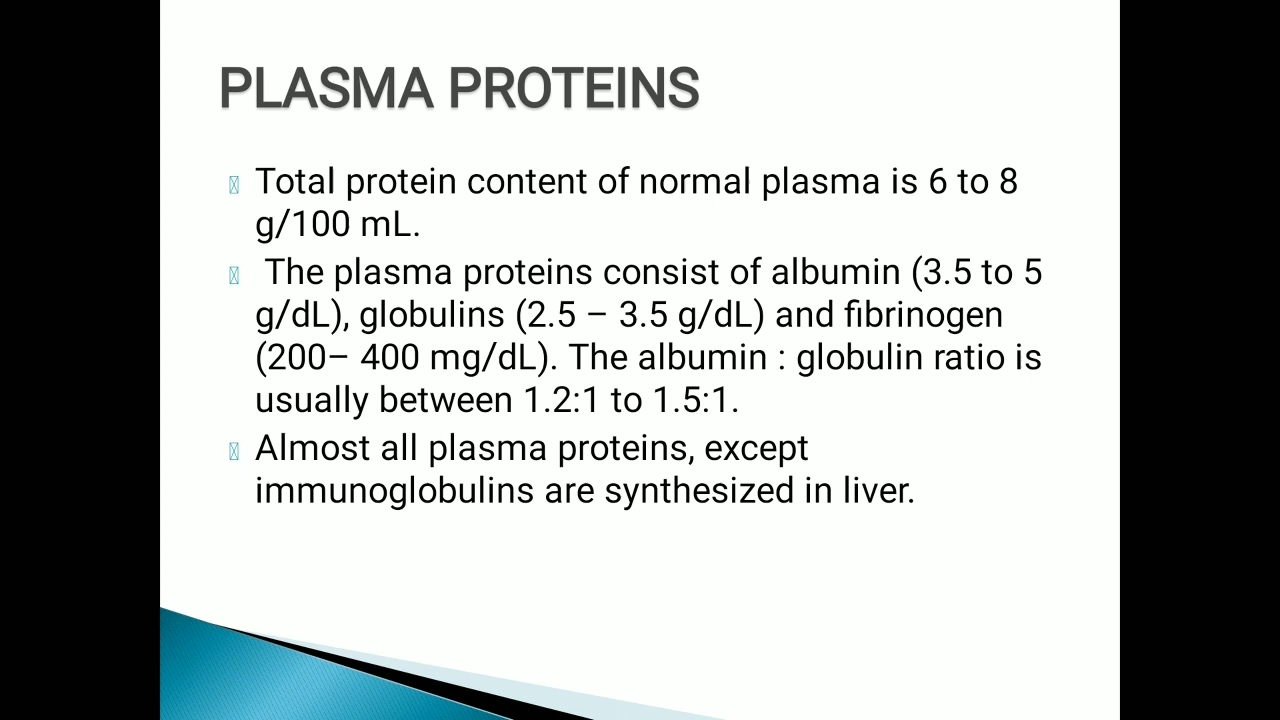 PLASMA PROTEINS
Total protein content of normal plasma is 6 to 8
g/100 mL.
The plasma proteins consist of albumin (3.5 to 5
g/dL), globulins (2.5 – 3.5 g/dL) and fibrinogen
(200– 400 mg/dL). The albumin : globulin ratio is
usually between 1.2:1 to 1.5:1.
Almost all plasma proteins, except
immunoglobulins are synthesized in liver.